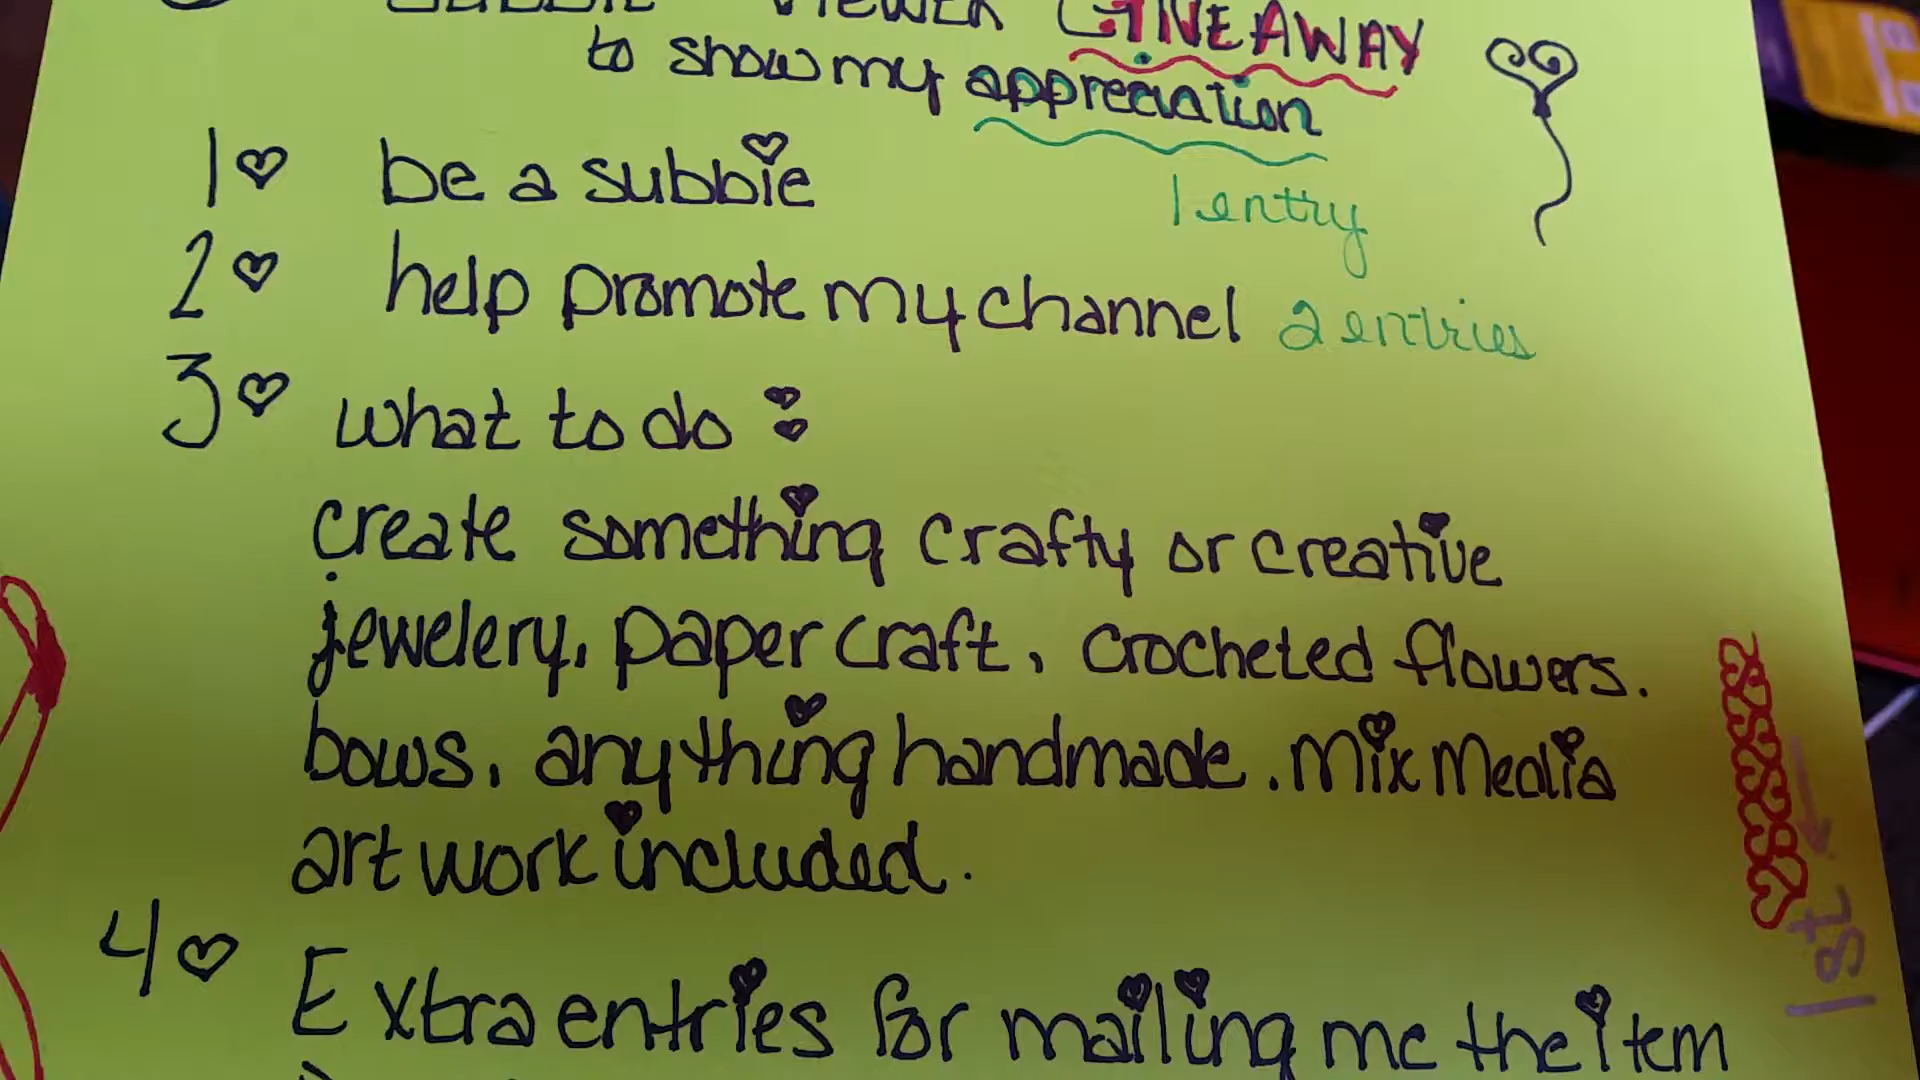 SUBBIE VIEWER GIVEAWAY
to show my appreciation
1♡ be a subbie 1 entry
2♡ help promote my channel 2 entries
3♡ what to do :
create something crafty or creative
jewelery, paper craft, crocheted flowers.
bows, anything handmade. Mix Media
art work included.
4♡ Extra entries for mailing me the item
1st